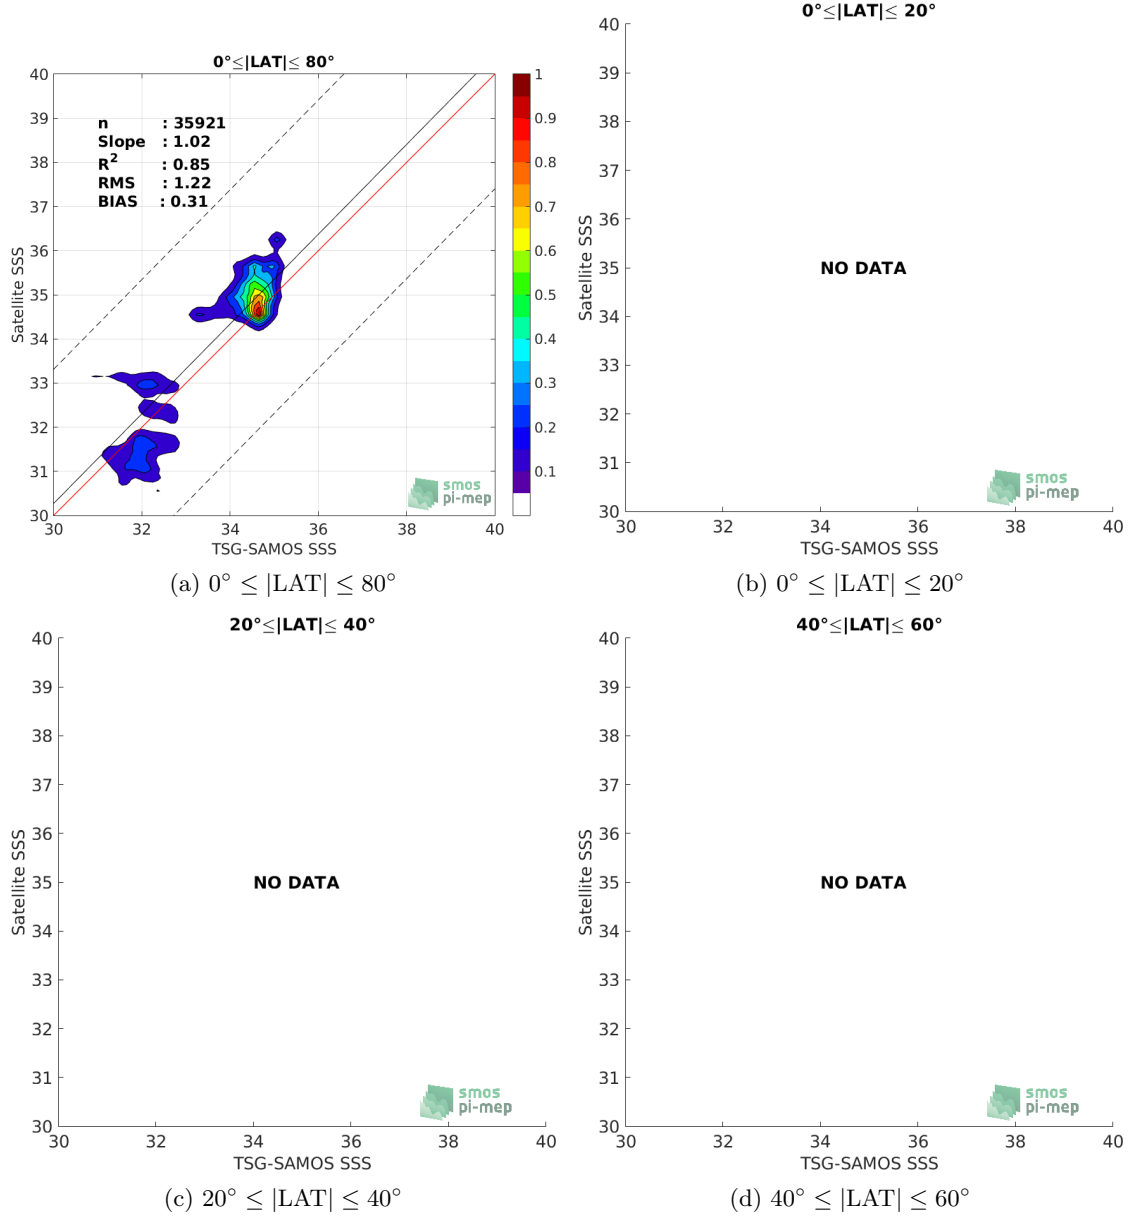 0°≤|LAT|≤ 80°
40
39
38
37
36
35
34
33
32
31
30
Satellite SSS
n : 35921
Slope : 1.02
R² : 0.85
RMS : 1.22
BIAS : 0.31
smos
pi-mep
30 32 34 36 38 40
TSG-SAMOS SSS
1
0.9
0.8
0.7
0.6
0.5
0.4
0.3
0.2
0.1
(a) 0° ≤ |LAT| ≤ 80°
0°≤|LAT|≤ 20°
40
39
38
37
36
35
34
33
32
31
30
Satellite SSS
NO DATA
smos
pi-mep
30 32 34 36 38 40
TSG-SAMOS SSS
(b) 0° ≤ |LAT| ≤ 20°
20°≤|LAT|≤ 40°
40
39
38
37
36
35
34
33
32
31
30
Satellite SSS
NO DATA
smos
pi-mep
30 32 34 36 38 40
TSG-SAMOS SSS
(c) 20° ≤ |LAT| ≤ 40°
40°≤|LAT|≤ 60°
40
39
38
37
36
35
34
33
32
31
30
Satellite SSS
NO DATA
smos
pi-mep
30 32 34 36 38 40
TSG-SAMOS SSS
(d) 40° ≤ |LAT| ≤ 60°